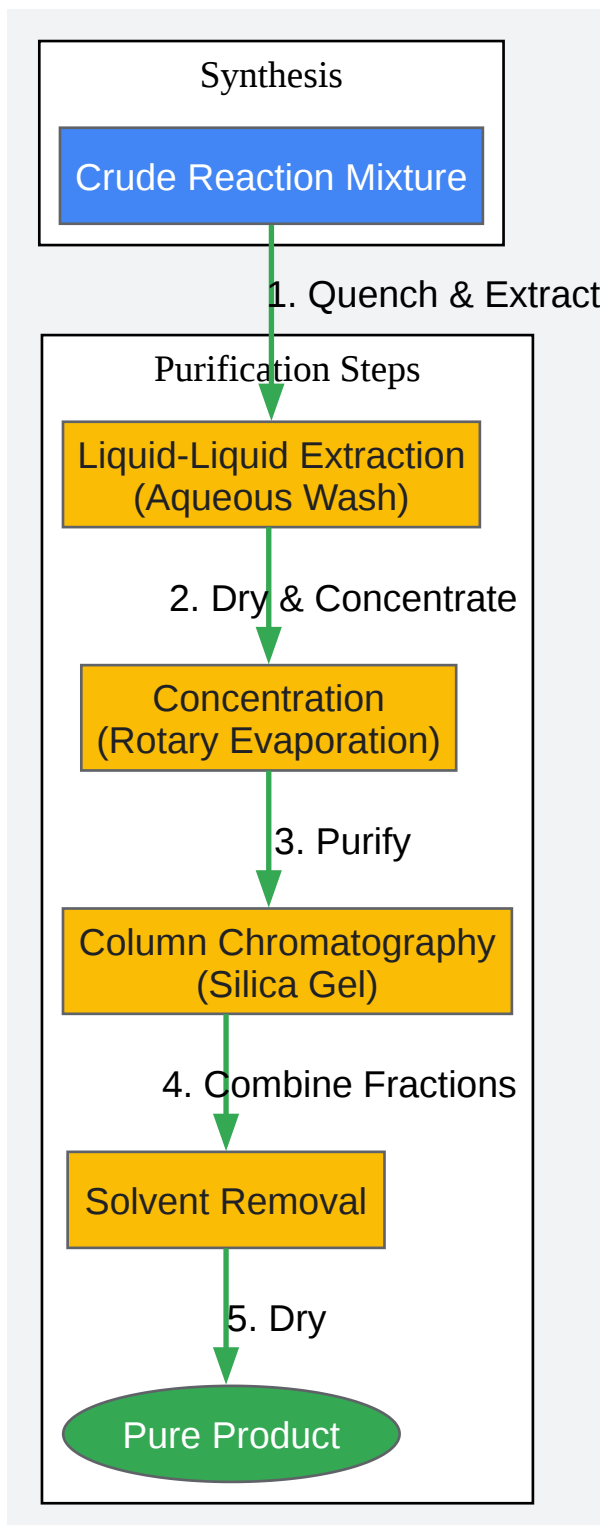 Synthesis
Crude Reaction Mixture
1. Quench & Extract
Purification Steps
Liquid-Liquid Extraction
(Aqueous Wash)
2. Dry & Concentrate
Concentration
(Rotary Evaporation)
3. Purify
Column Chromatography
(Silica Gel)
4. Combine Fractions
Solvent Removal
5. Dry
Pure Product